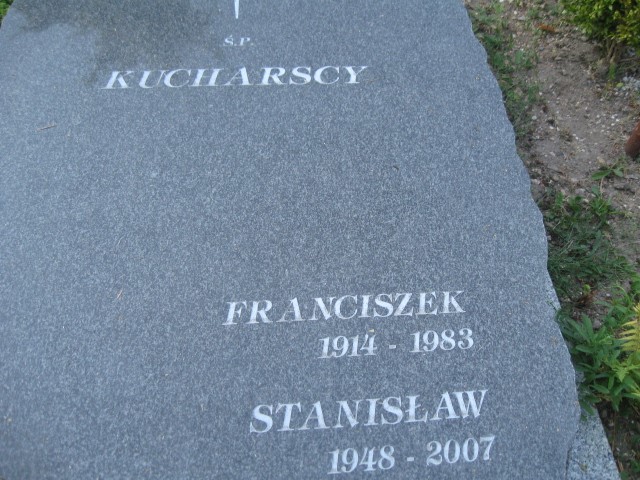 Ś.P.
KUCHARSCY
FRANCISZEK
1914 - 1983
STANISŁAW
1948 - 2007